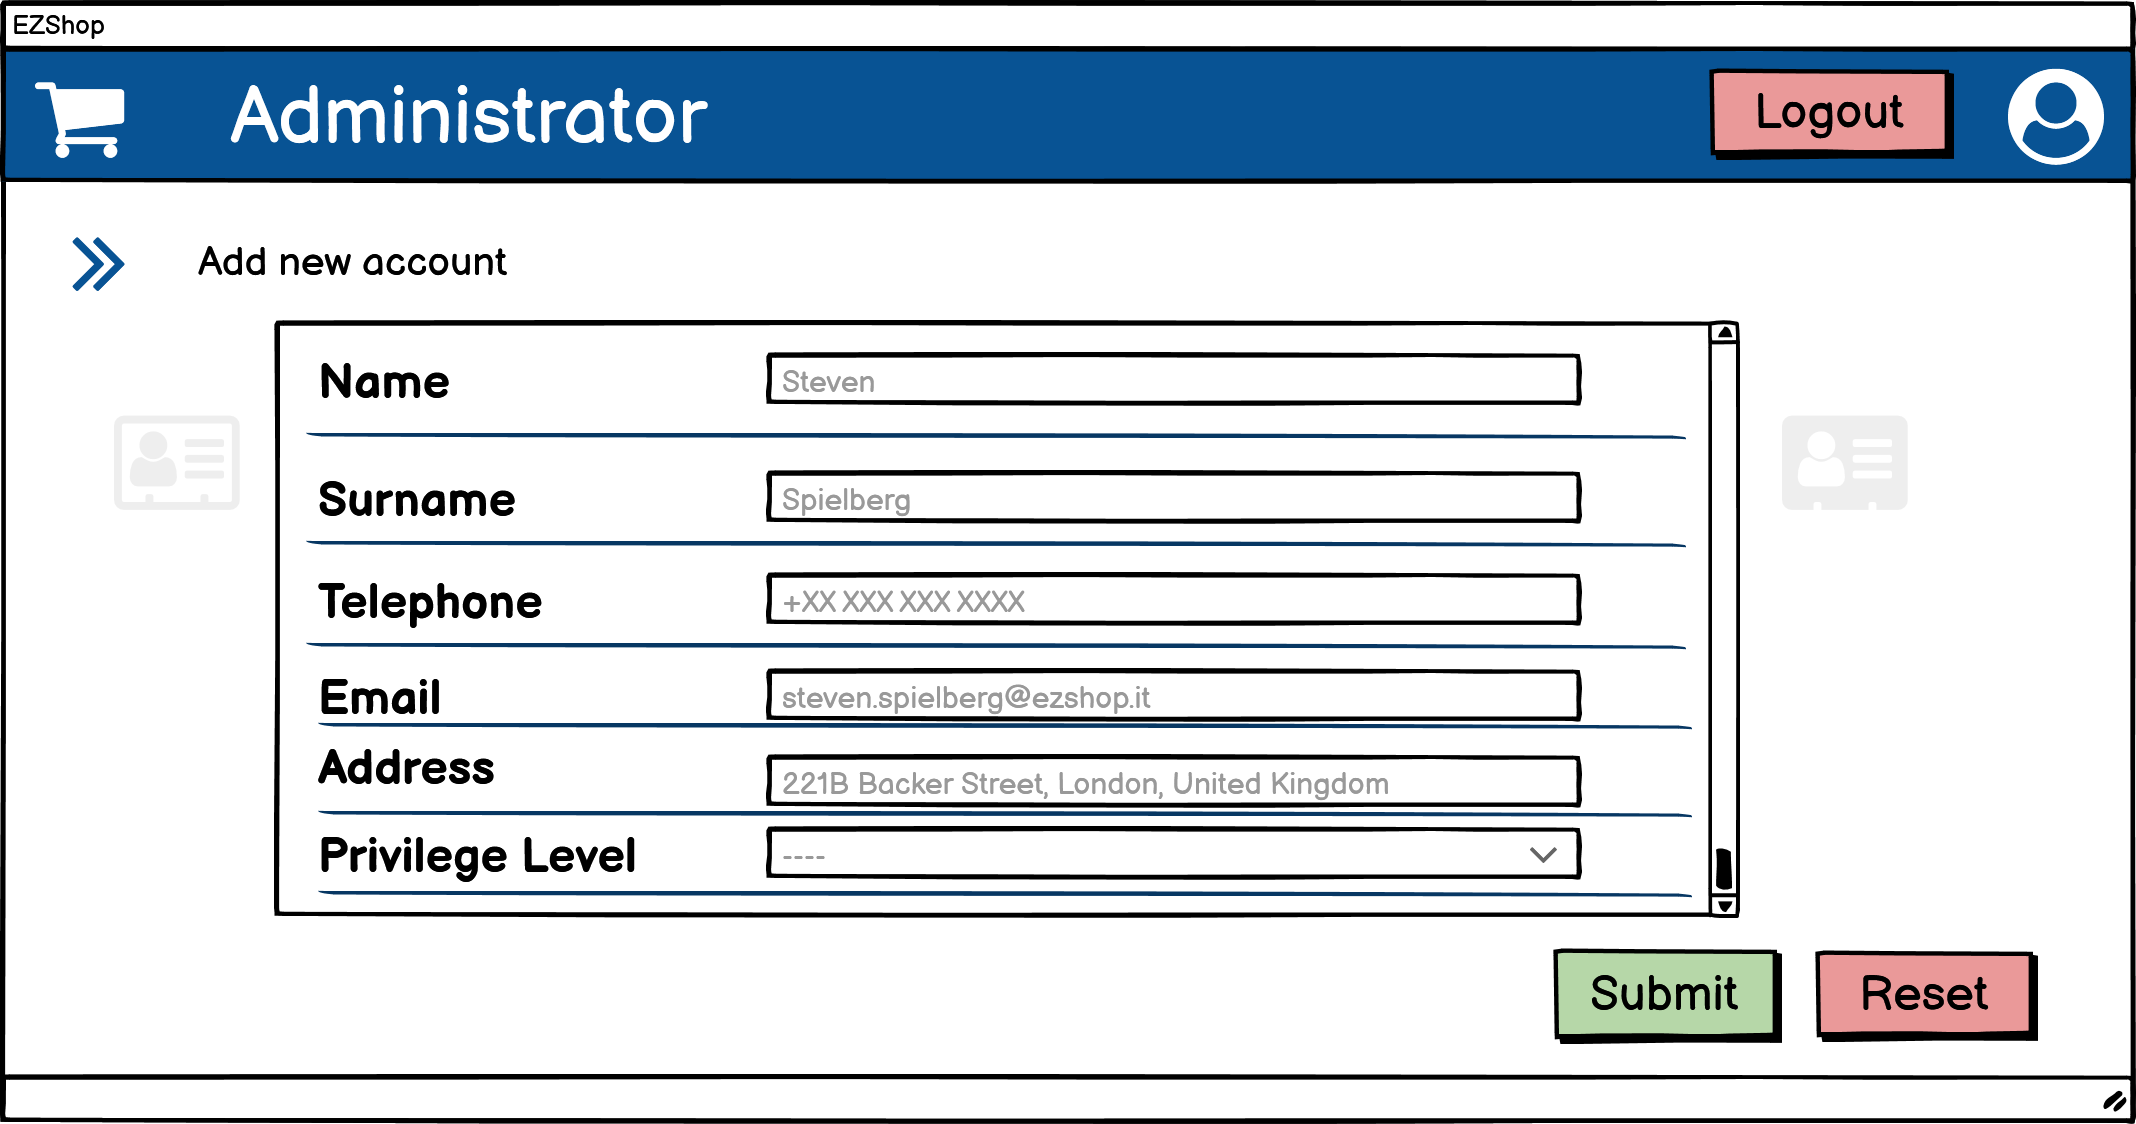 EZShop
Administrator
Logout
Add new account
Name
Steven
Surname
Spielberg
Telephone
+XX XXX XXX XXXX
Email
steven.spielberg@ezshop.it
Address
221B Backer Street, London, United Kingdom
Privilege Level
----
Submit
Reset